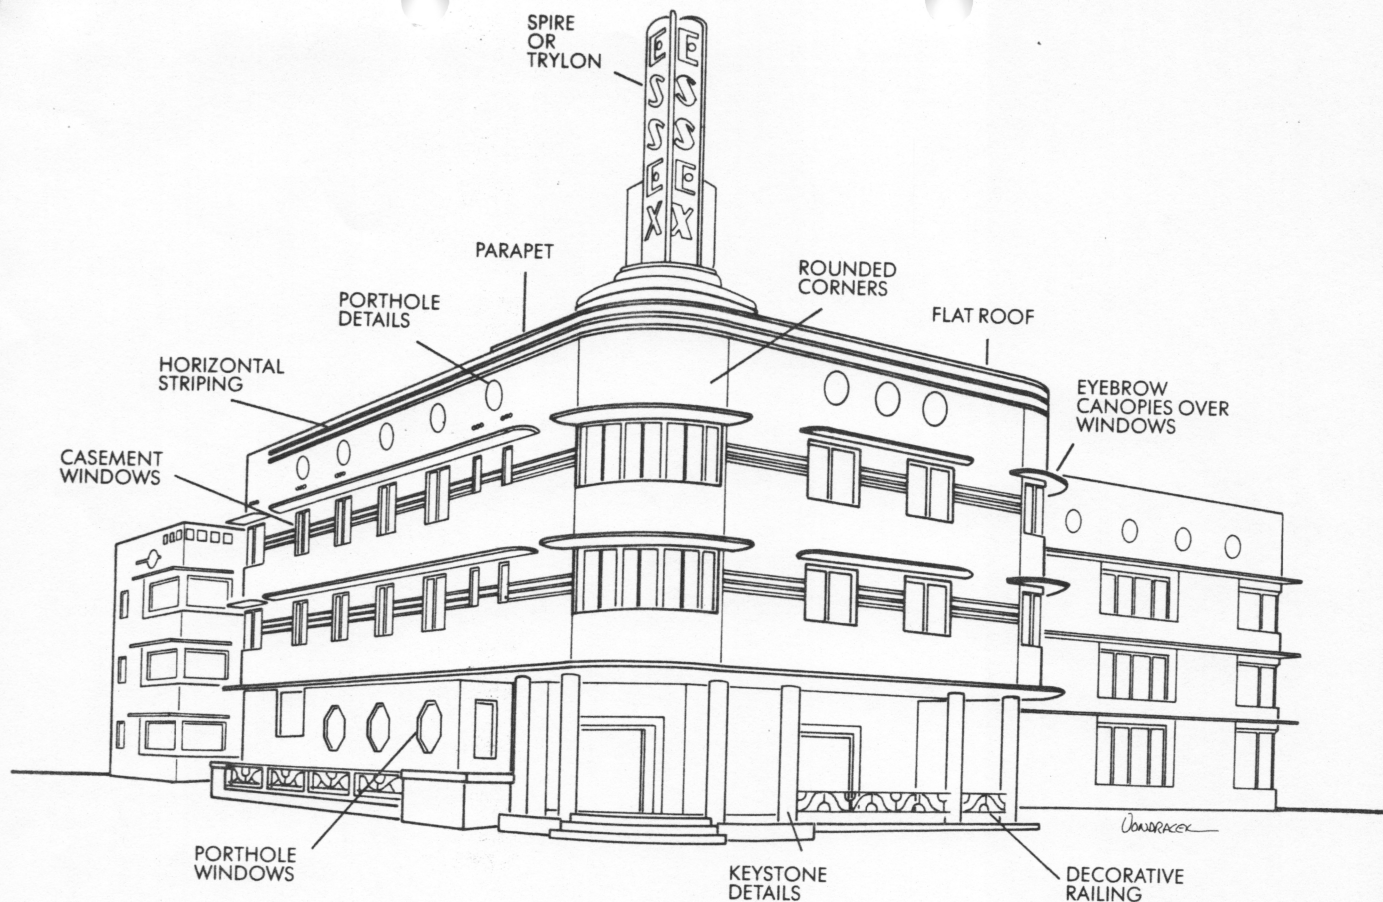 SPIRE
OR
TRYLON
ESSEX
ESSEX
PARAPET
ROUNDED
CORNERS
PORTHOLE
DETAILS
FLAT ROOF
HORIZONTAL
STRIPING
EYEBROW
CANOPIES OVER
WINDOWS
CASEMENT
WINDOWS
VONDRACEK
PORTHOLE
WINDOWS
KEYSTONE
DETAILS
DECORATIVE
RAILING